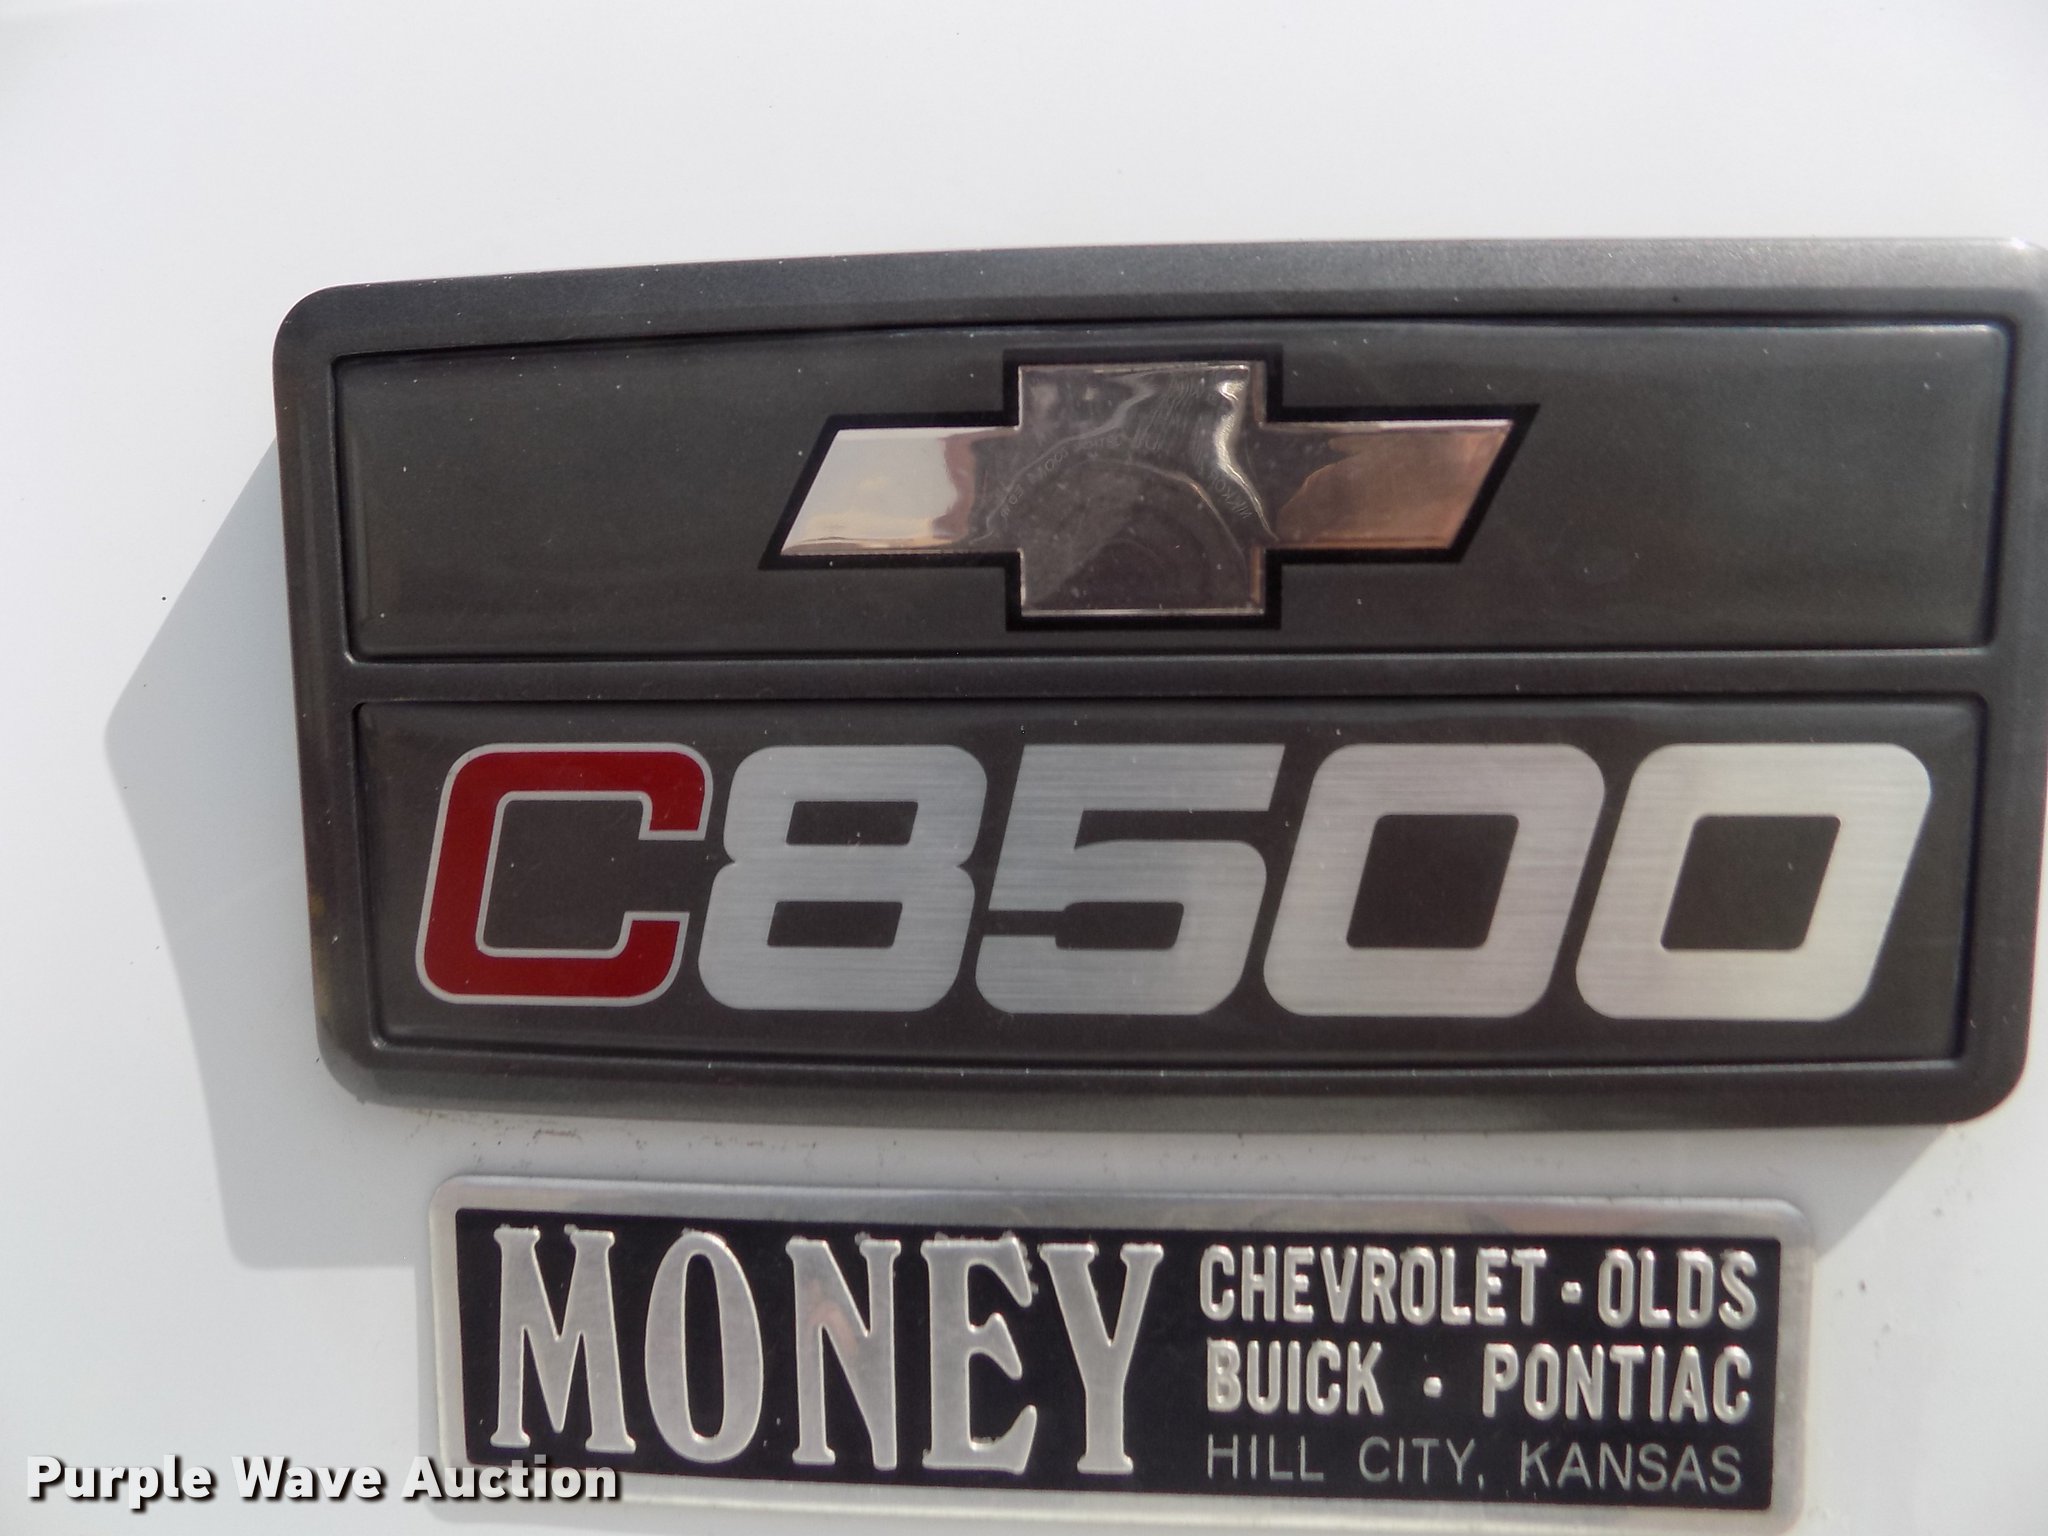 C8500
MONEY
CHEVROLET · OLDS
BUICK · PONTIAC
HILL CITY, KANSAS
Purple Wave Auction